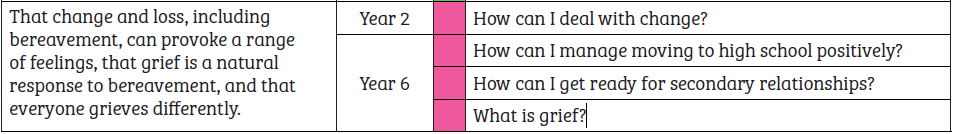 That change and loss, including
bereavement, can provoke a range
of feelings, that grief is a natural
response to bereavement, and that
everyone grieves differently.
Year 2
How can I deal with change?
Year 6
How can I manage moving to high school positively?
How can I get ready for secondary relationships?
What is grief?